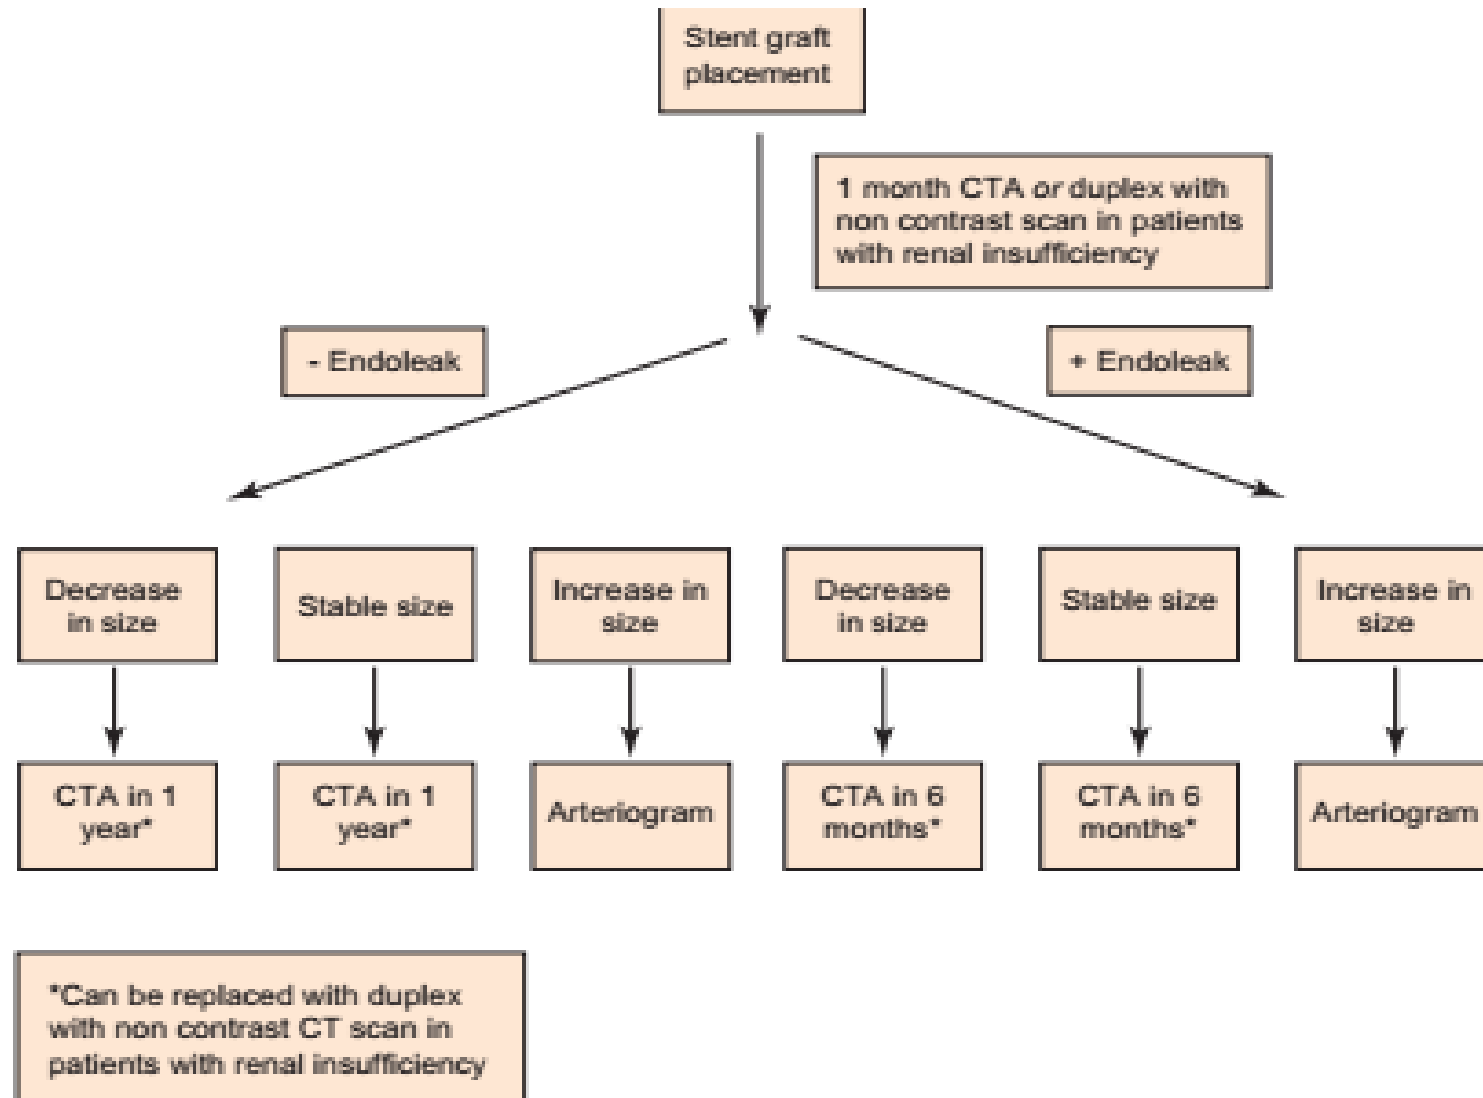 Stent graft
placement
1 month CTA or duplex with
non contrast scan in patients
with renal insufficiency
- Endoleak
+ Endoleak
Decrease
in size
Stable size
Increase in
size
Decrease
in size
Stable size
Increase in
size
CTA in 1
year*
CTA in 1
year*
Arteriogram
CTA in 6
months*
CTA in 6
months*
Arteriogram
*Can be replaced with duplex
with non contrast CT scan in
patients with renal insufficiency